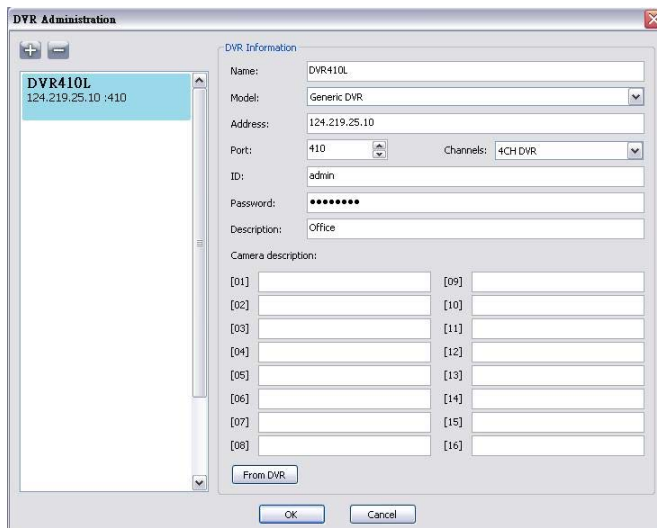 DVR Administration
DVR410L
124.219.25.10 :410
DVR Information
Name: DVR410L
Model: Generic DVR
Address: 124.219.25.10
Port: 410 Channels: 4CH DVR
ID: admin
Password: ●●●●●●●●
Description: Office
Camera description:
[01] [09]
[02] [10]
[03] [11]
[04] [12]
[05] [13]
[06] [14]
[07] [15]
[08] [16]
From DVR
OK Cancel